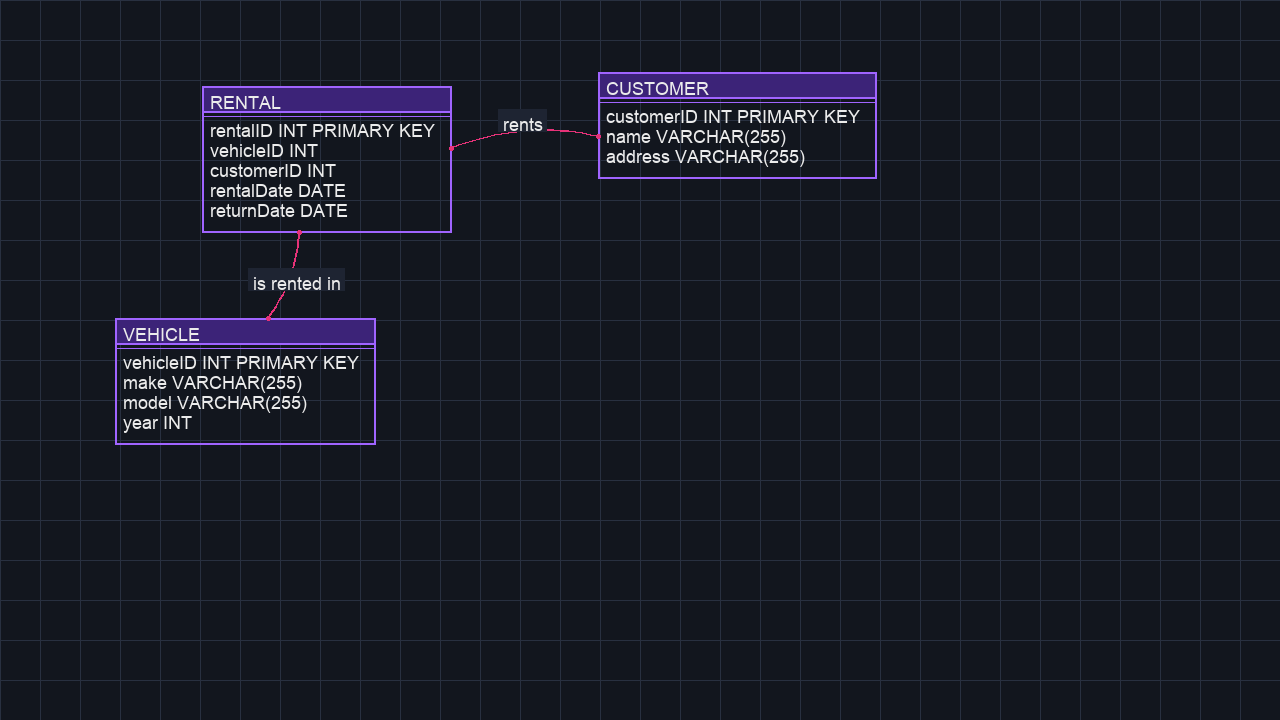 RENTAL
rentalID INT PRIMARY KEY
vehicleID INT
customerID INT
rentalDate DATE
returnDate DATE
rents
CUSTOMER
customerID INT PRIMARY KEY
name VARCHAR(255)
address VARCHAR(255)
is rented in
VEHICLE
vehicleID INT PRIMARY KEY
make VARCHAR(255)
model VARCHAR(255)
year INT